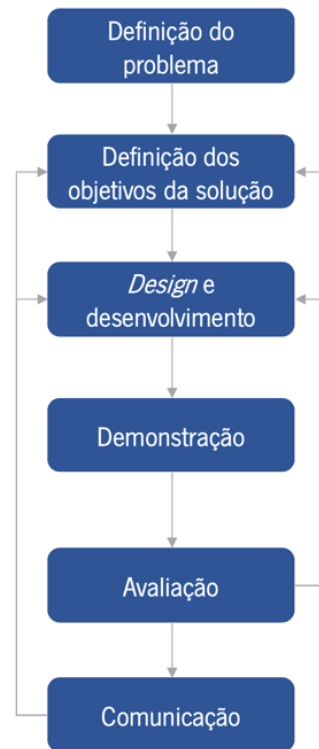 Definição do
problema
Definição dos
objetivos da solução
Design e
desenvolvimento
Demonstração
Avaliação
Comunicação